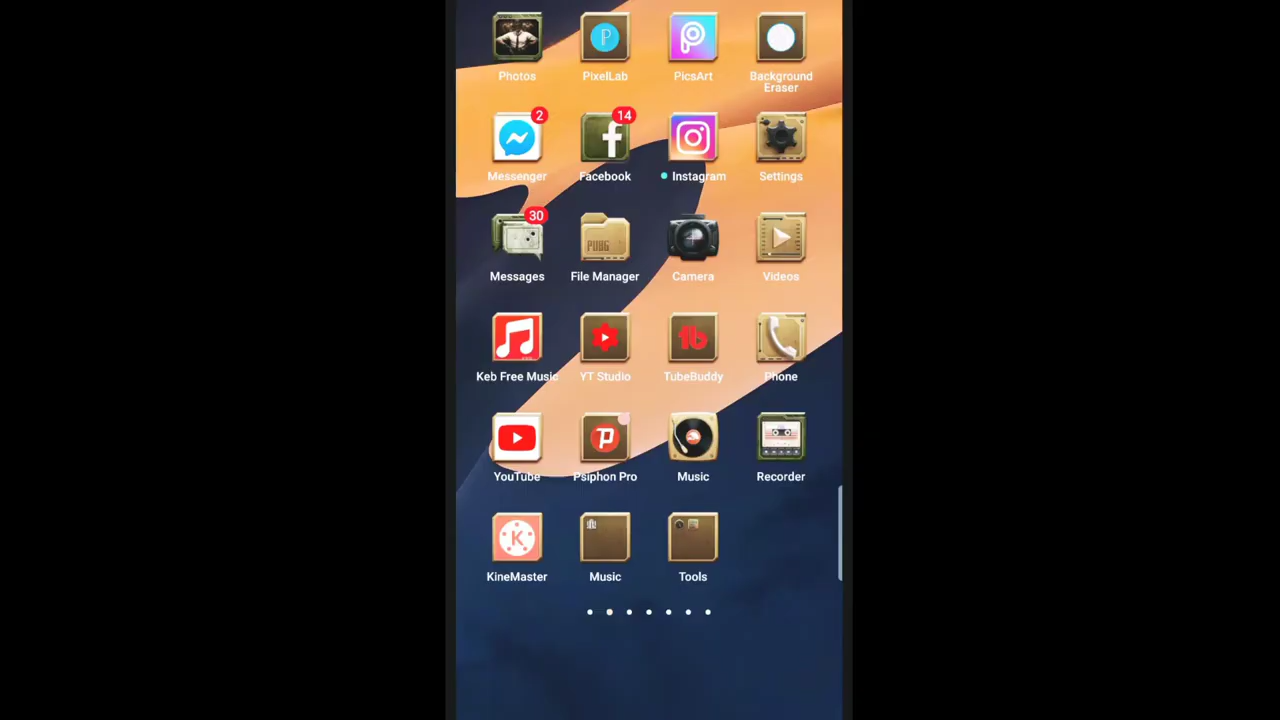 Photos PixelLab PicsArt Background Eraser
2 14
Messenger Facebook Instagram Settings
30
PUBG
Messages File Manager Camera Videos
Keb Free Music YT Studio TubeBuddy Phone
YouTube Psiphon Pro Music Recorder
K
KineMaster Music Tools